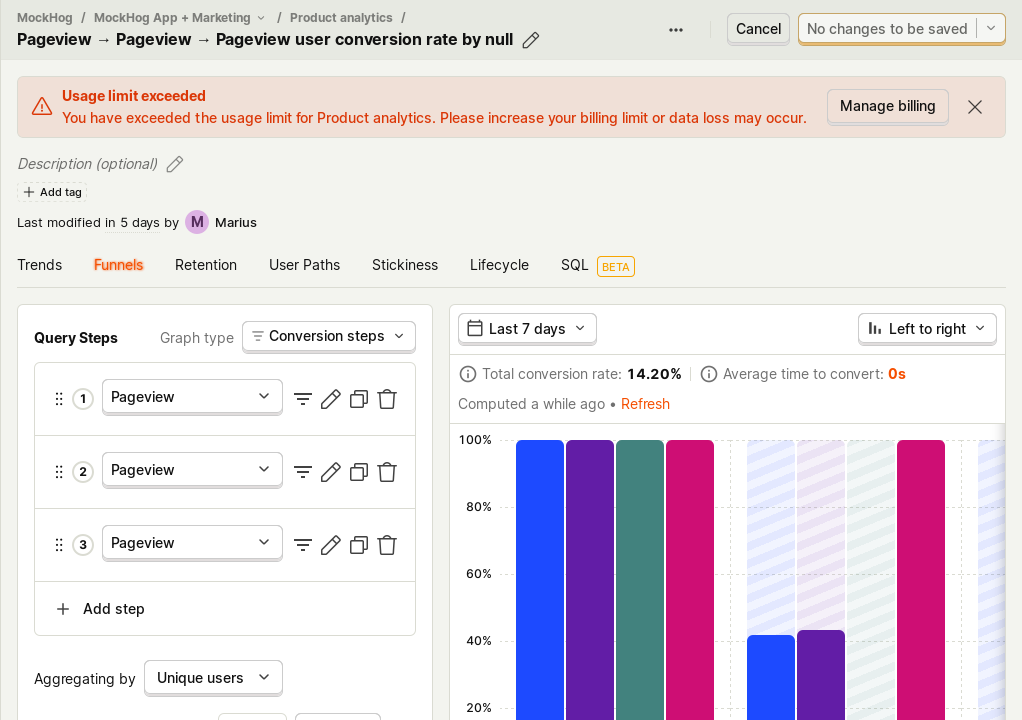 MockHog / MockHog App + Marketing / Product analytics /
Pageview → Pageview → Pageview user conversion rate by null
Cancel
No changes to be saved
Usage limit exceeded
You have exceeded the usage limit for Product analytics. Please increase your billing limit or data loss may occur.
Manage billing
Description (optional)
Add tag
Last modified in 5 days by M Marius
Trends Funnels Retention User Paths Stickiness Lifecycle SQL BETA
Query Steps Graph type Conversion steps
1 Pageview
2 Pageview
3 Pageview
Add step
Aggregating by Unique users
Last 7 days Left to right
Total conversion rate: 14.20% Average time to convert: 0s
Computed a while ago • Refresh
100%
80%
60%
40%
20%